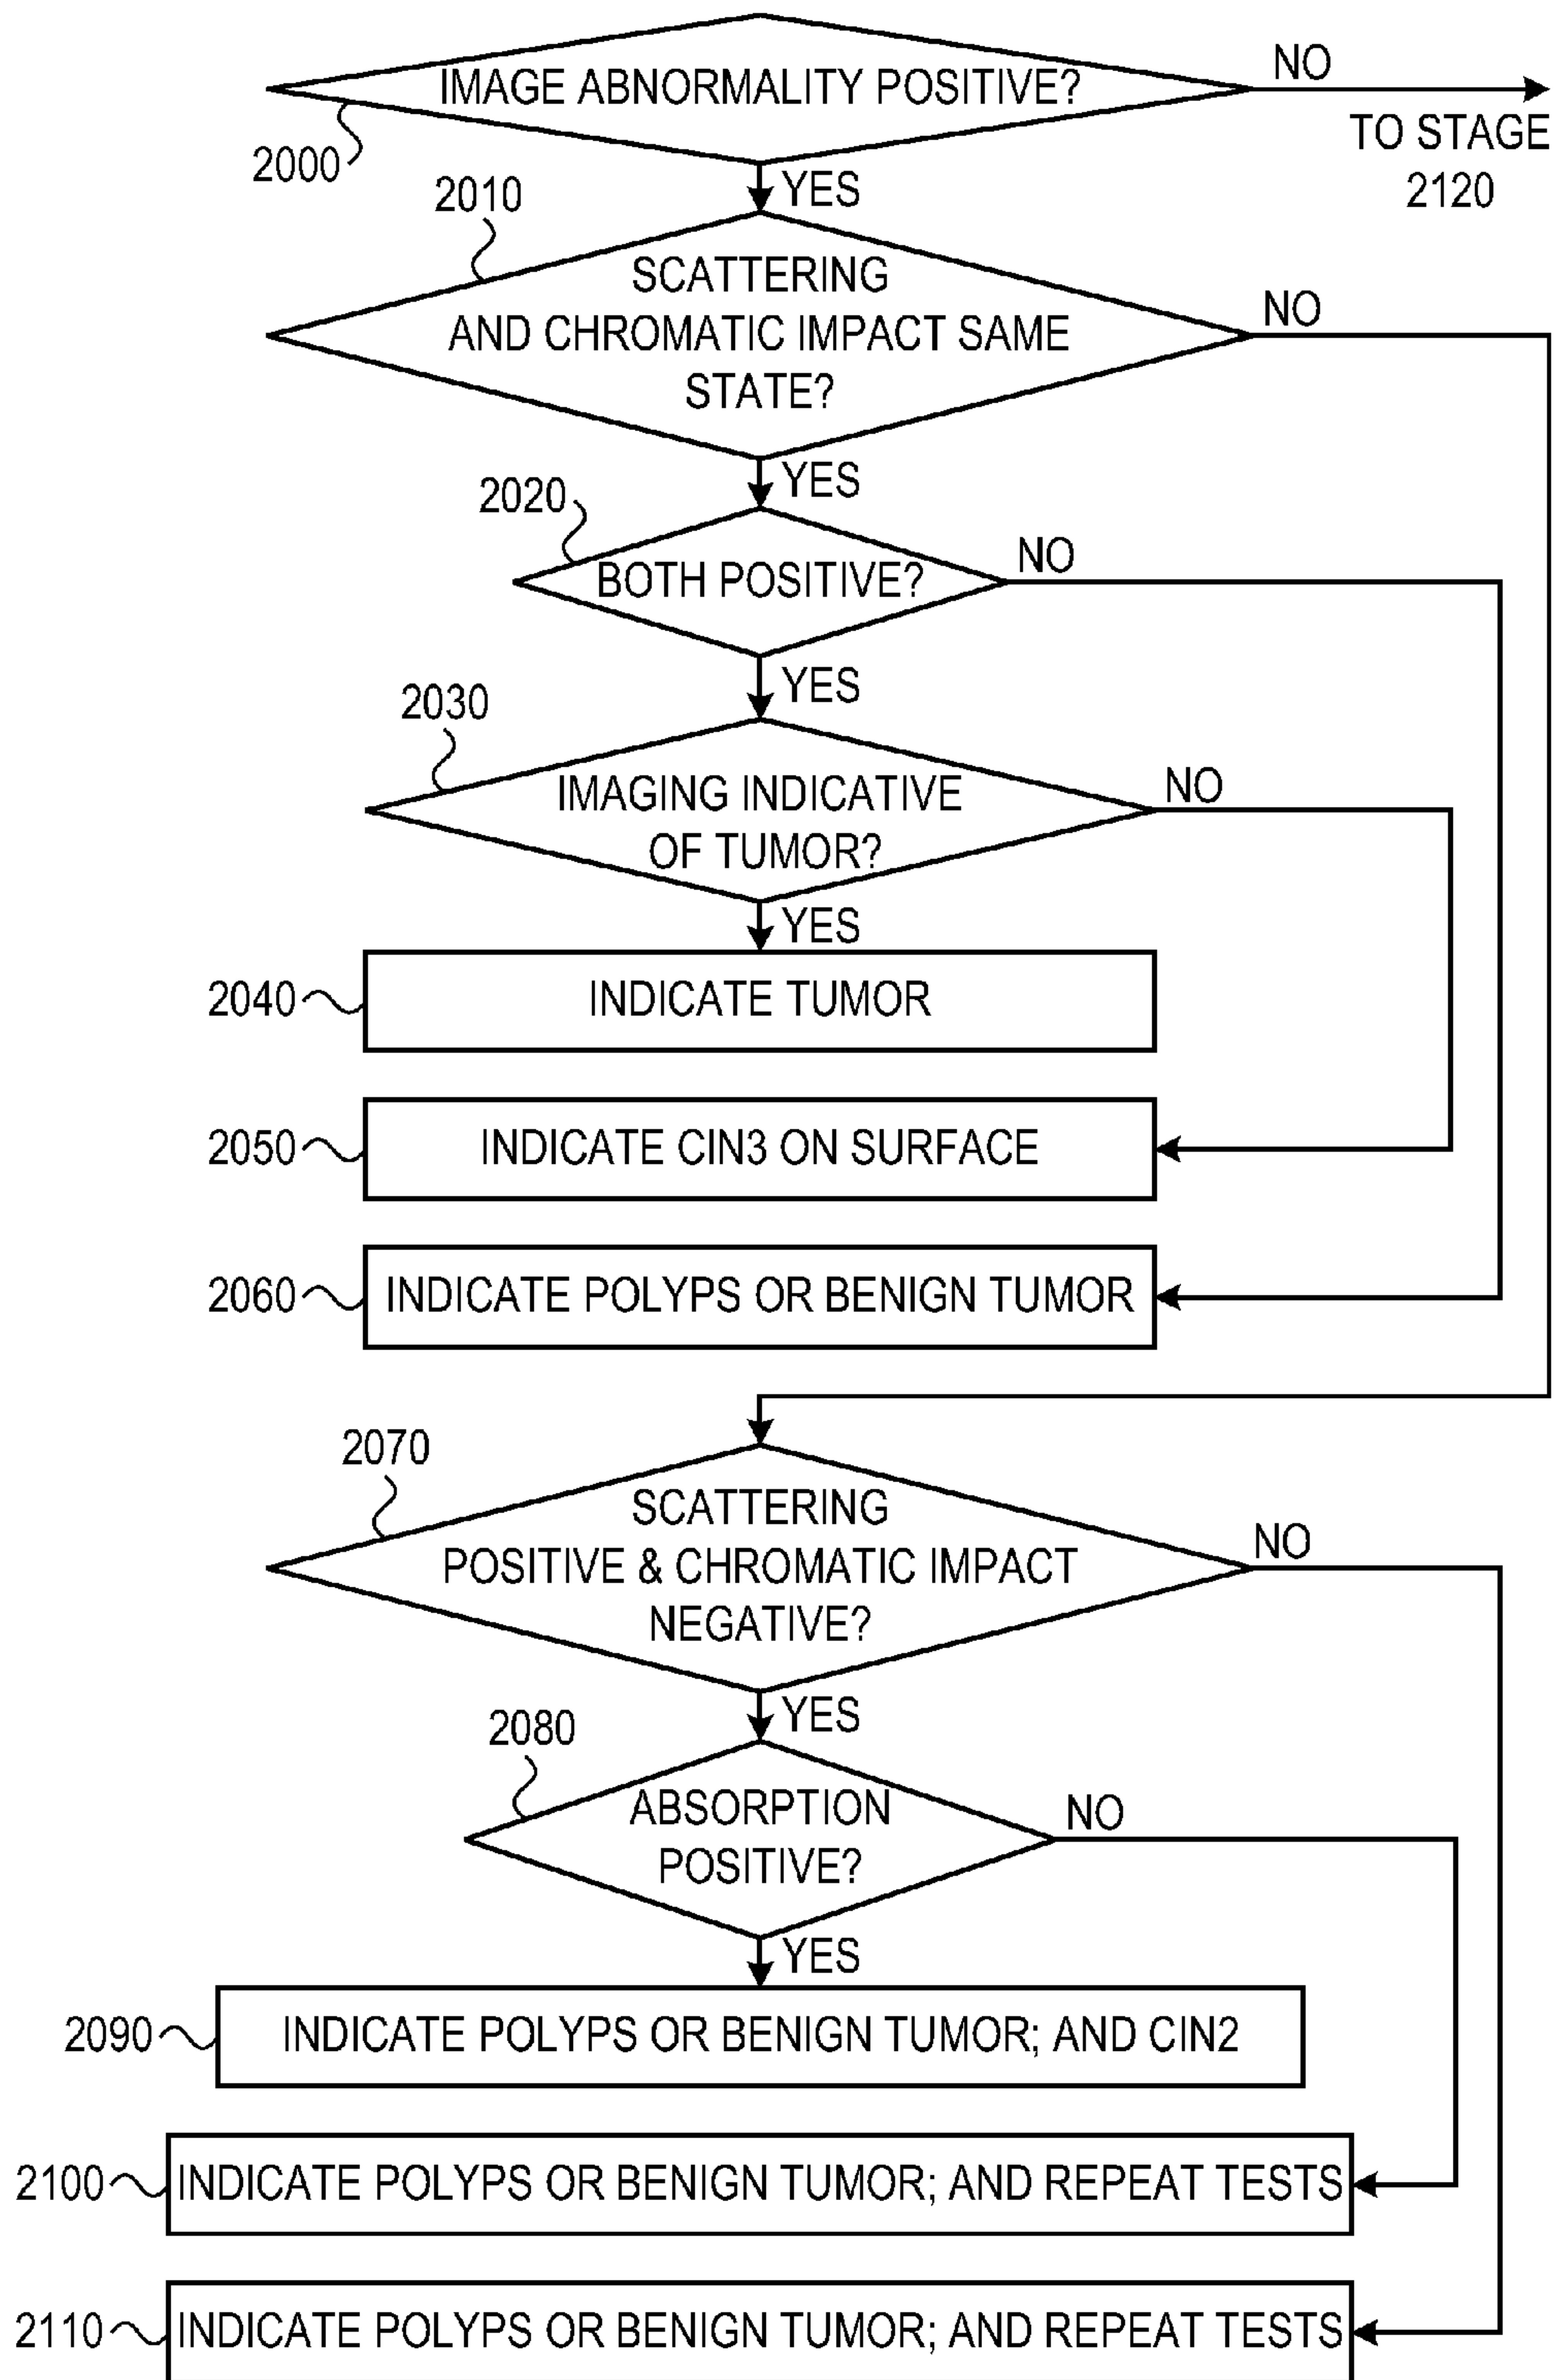 IMAGE ABNORMALITY POSITIVE?
NO
TO STAGE
2120
2000
YES
2010
SCATTERING
AND CHROMATIC IMPACT SAME
STATE?
NO
YES
2020
BOTH POSITIVE?
NO
YES
2030
IMAGING INDICATIVE
OF TUMOR?
NO
YES
2040
INDICATE TUMOR
2050
INDICATE CIN3 ON SURFACE
2060
INDICATE POLYPS OR BENIGN TUMOR
2070
SCATTERING
POSITIVE & CHROMATIC IMPACT
NEGATIVE?
NO
YES
2080
ABSORPTION
POSITIVE?
NO
YES
2090
INDICATE POLYPS OR BENIGN TUMOR; AND CIN2
2100
INDICATE POLYPS OR BENIGN TUMOR; AND REPEAT TESTS
2110
INDICATE POLYPS OR BENIGN TUMOR; AND REPEAT TESTS